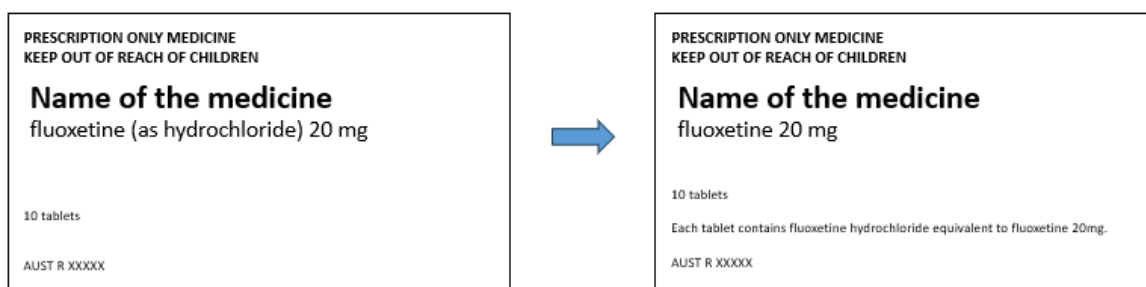 PRESCRIPTION ONLY MEDICINE
KEEP OUT OF REACH OF CHILDREN
Name of the medicine
fluoxetine (as hydrochloride) 20 mg
10 tablets
AUST R XXXXX
PRESCRIPTION ONLY MEDICINE
KEEP OUT OF REACH OF CHILDREN
Name of the medicine
fluoxetine 20 mg
10 tablets
Each tablet contains fluoxetine hydrochloride equivalent to fluoxetine 20mg.
AUST R XXXXX